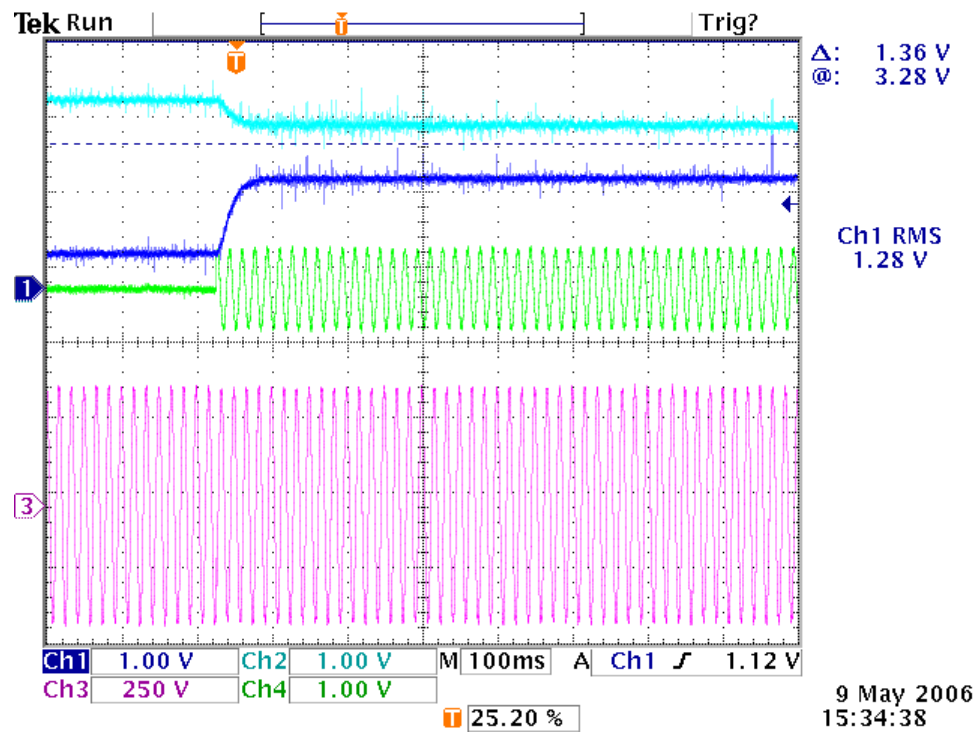 Tek Run Trig?
T
T
Δ: 1.36 V
@: 3.28 V
Ch1 RMS
1.28 V
1
3
Ch1 1.00 V Ch2 1.00 V M 100ms A Ch1 1.12 V
Ch3 250 V Ch4 1.00 V
T 25.20 %
9 May 2006
15:34:38